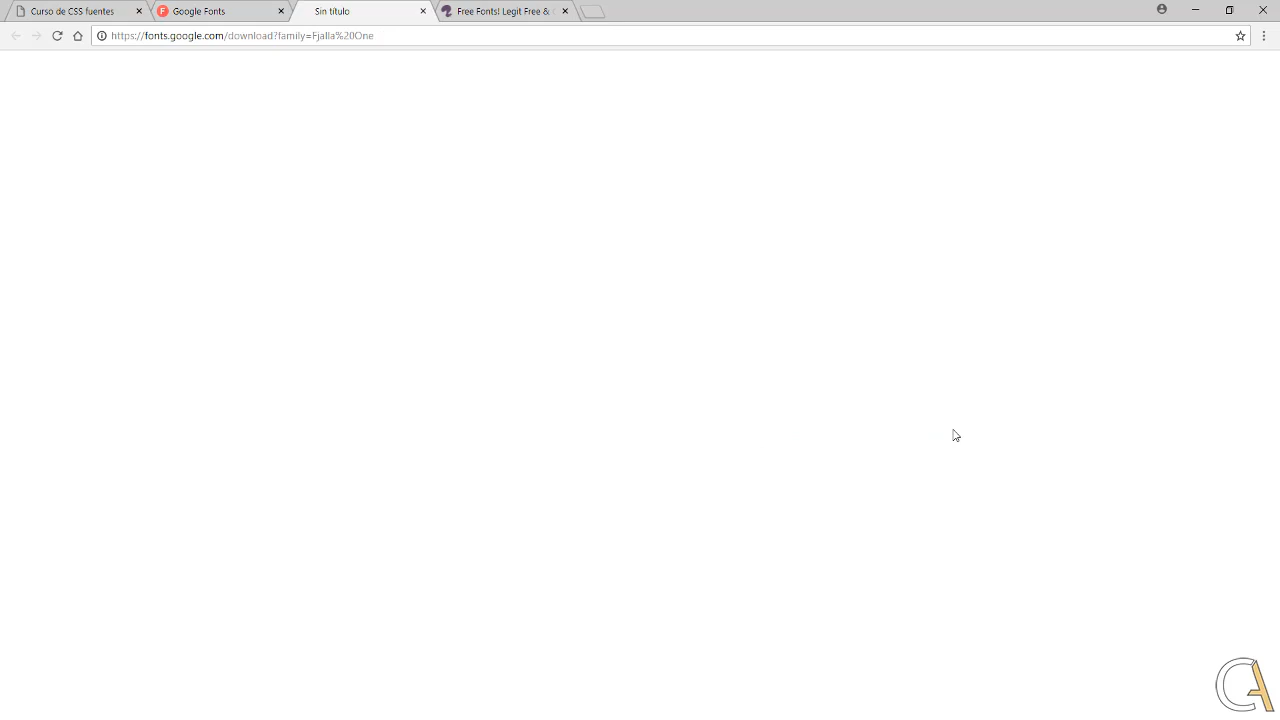 Curso de CSS fuentes
Google Fonts
Sin título
Free Fonts! Legit Free &
https://fonts.google.com/download?family=Fjalla%20One
CA